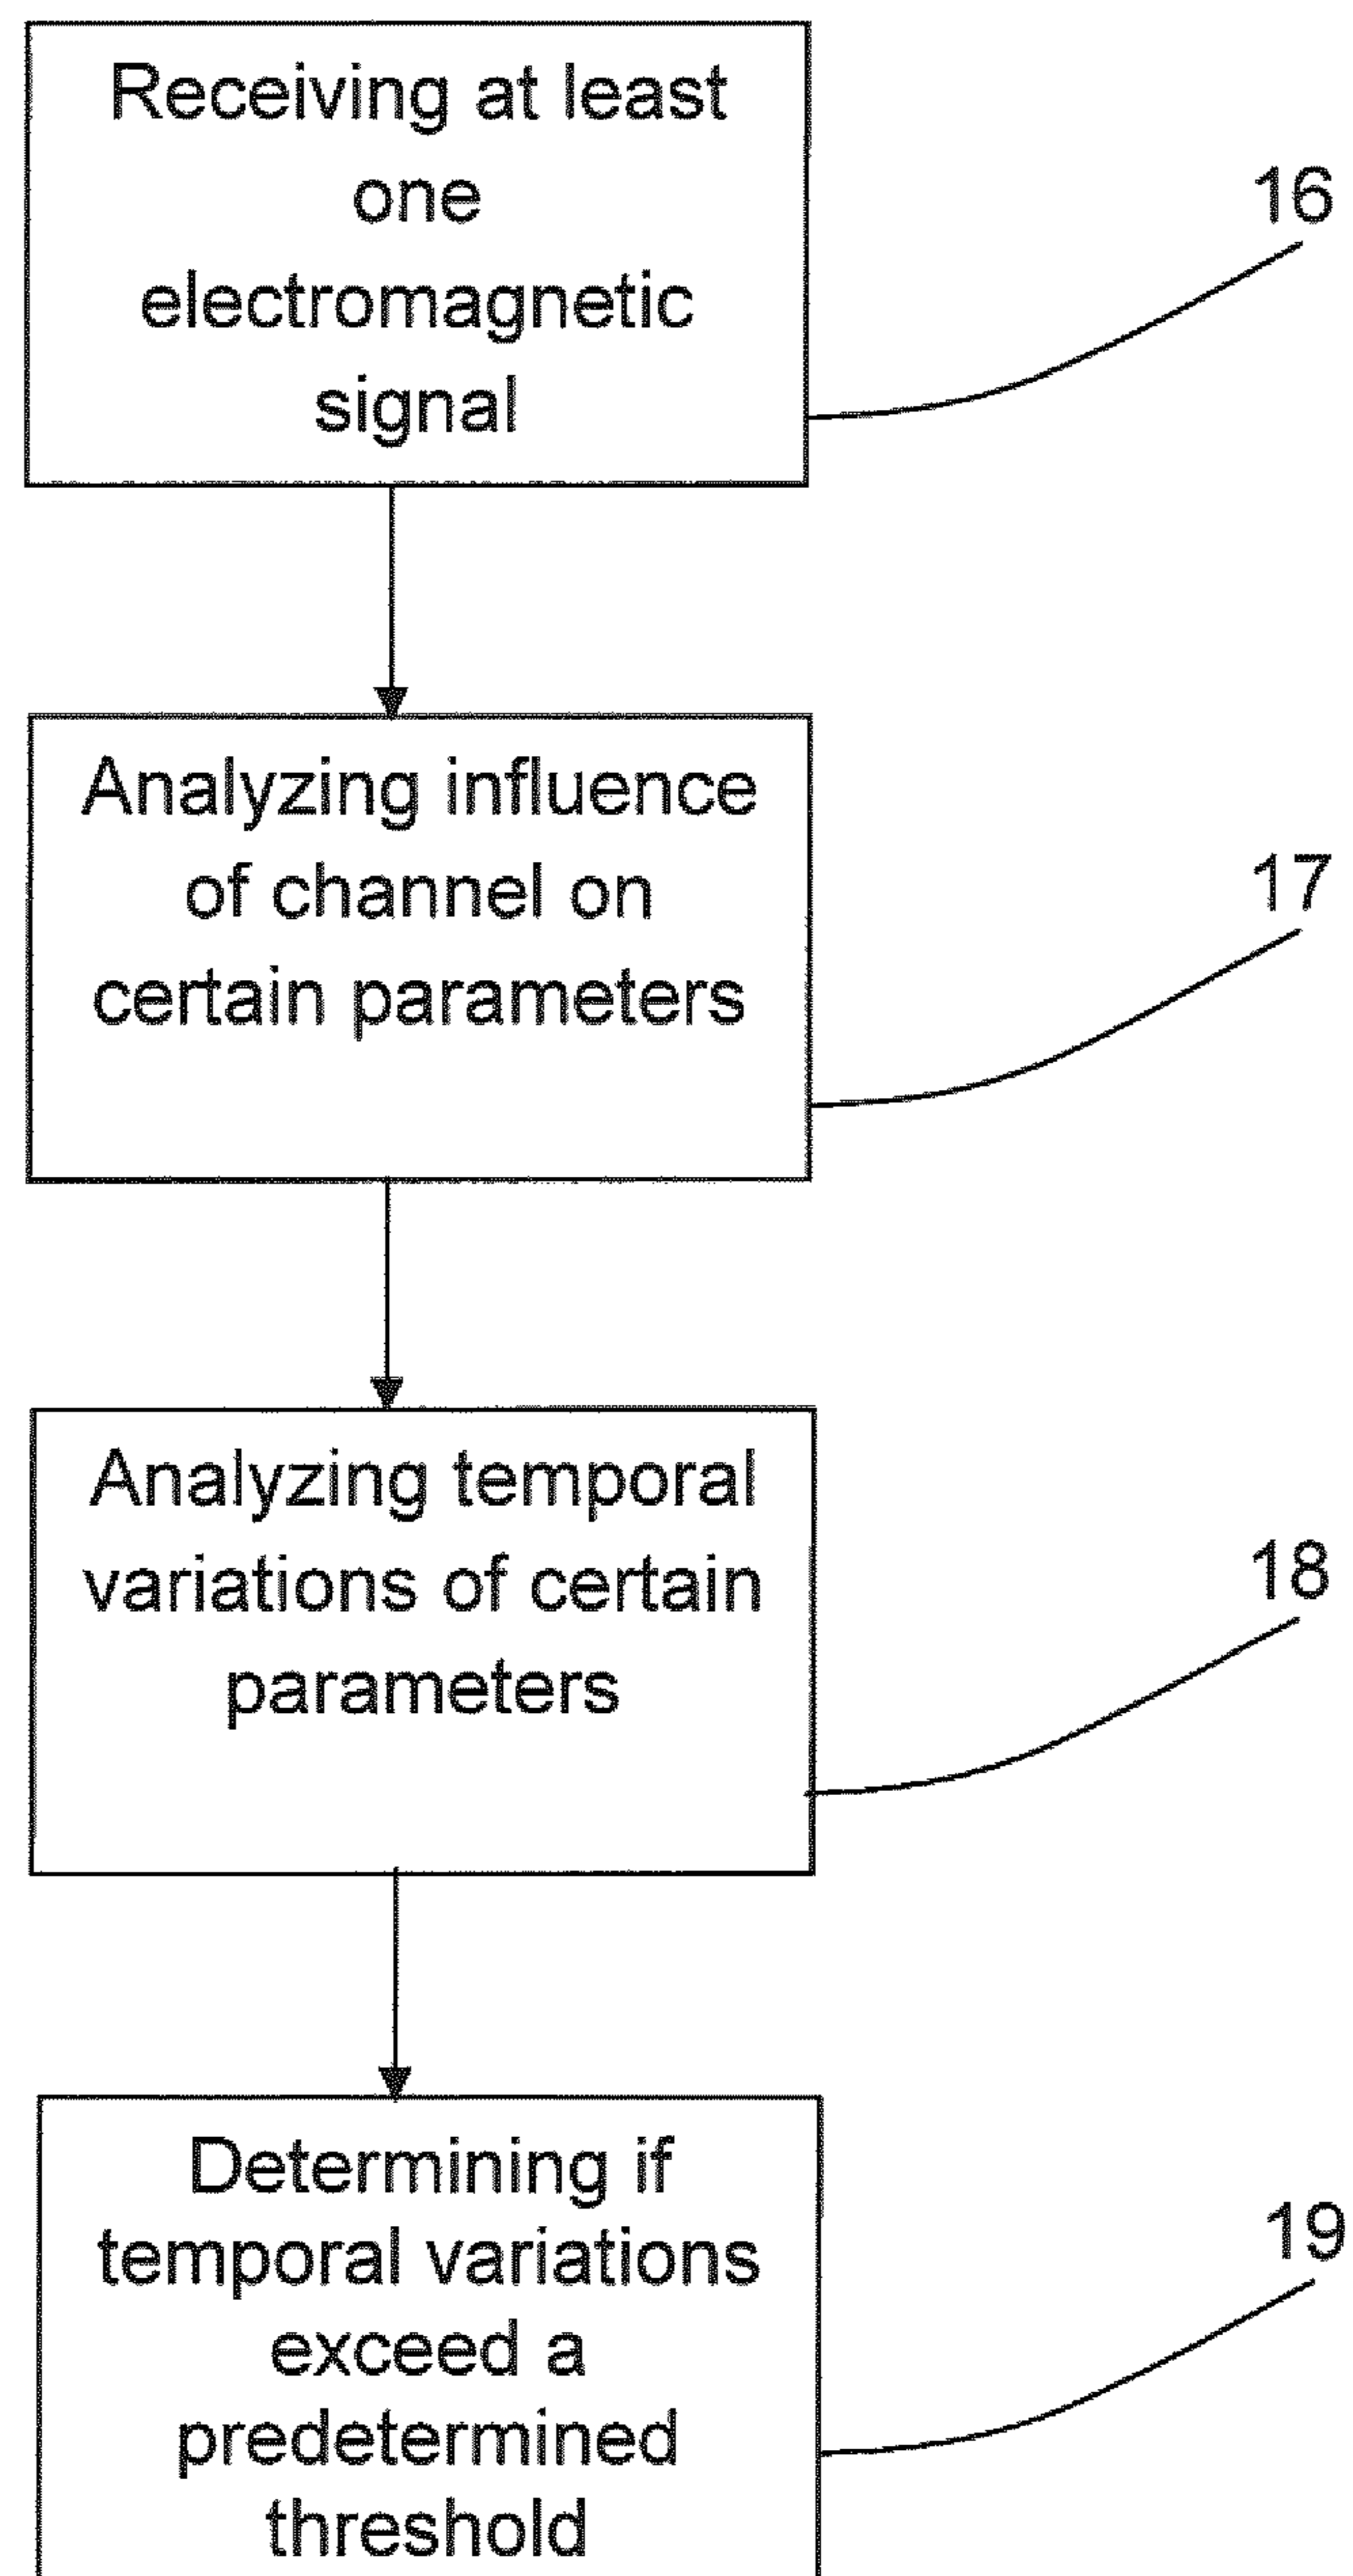 Receiving at least
one
electromagnetic
signal
16
Analyzing influence
of channel on
certain parameters
17
Analyzing temporal
variations of certain
parameters
18
Determining if
temporal variations
exceed a
predetermined
threshold
19